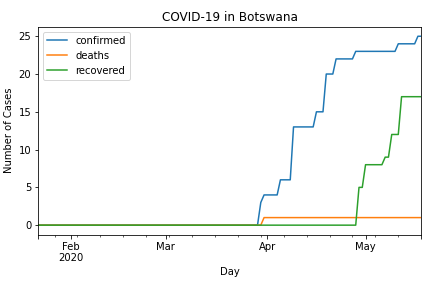 COVID-19 in Botswana
confirmed
deaths
recovered
25
20
15
10
5
0
Number of Cases
Feb Mar Apr May
2020
Day